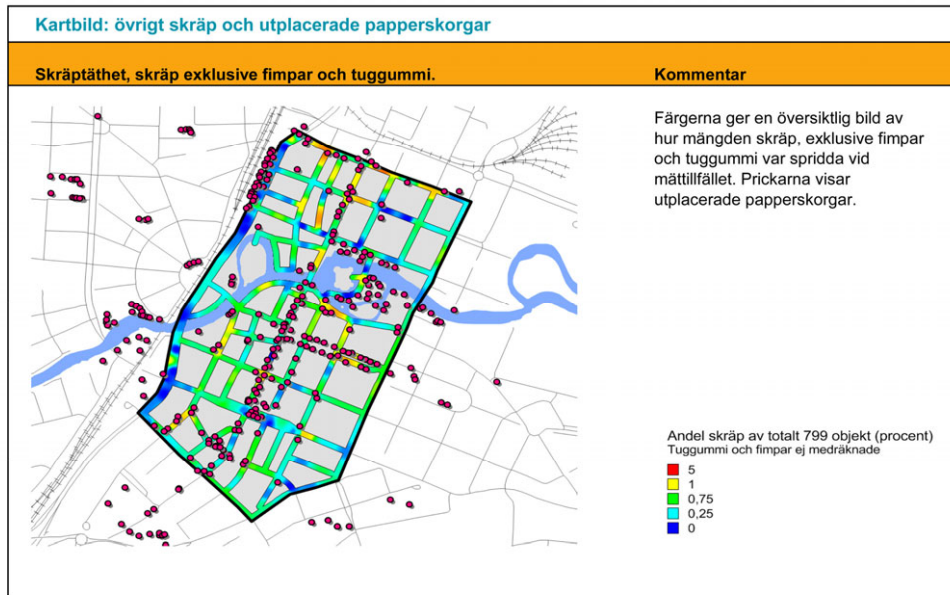 Kartbild: övrigt skräp och utplacerade papperskorgar
Skräptäthet, skräp exklusive fimpar och tuggummi.
Kommentar
Färgerna ger en översiktlig bild av
hur mängden skräp, exklusive fimpar
och tuggummi var spridda vid
mättillfället. Prickarna visar
utplacerade papperskorgar.
Andel skräp av totalt 799 objekt (procent)
Tuggummi och fimpar ej medräknade
5
1
0,75
0,25
0